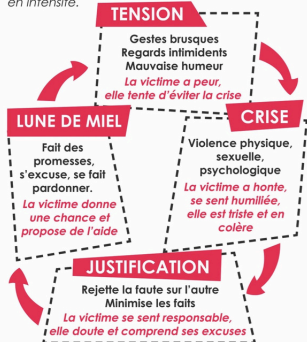 en intensité.
TENSION
Gestes brusques
Regards intimidents
Mauvaise humeur
La victime a peur,
elle tente d'éviter la crise
CRISE
Violence physique,
sexuelle,
psychologique
La victime a honte,
se sent humiliée,
elle est triste et en
colère
JUSTIFICATION
Rejette la faute sur l'autre
Minimise les faits
La victime se sent responsable,
elle doute et comprend ses excuses
LUNE DE MIEL
Fait des
promesses,
s'excuse, se fait
pardonner.
La victime donne
une chance et
propose de l'aide